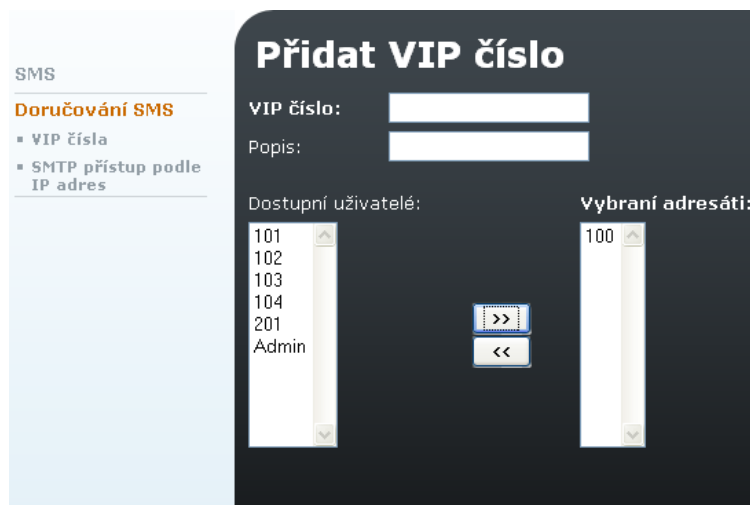 SMS
Doručování SMS
VIP čísla
SMTP přístup podle
IP adres
Přidat VIP číslo
VIP číslo:
Popis:
Dostupní uživatelé:
101
102
103
104
201
Admin
>>
<<
Vybraní adresáti:
100